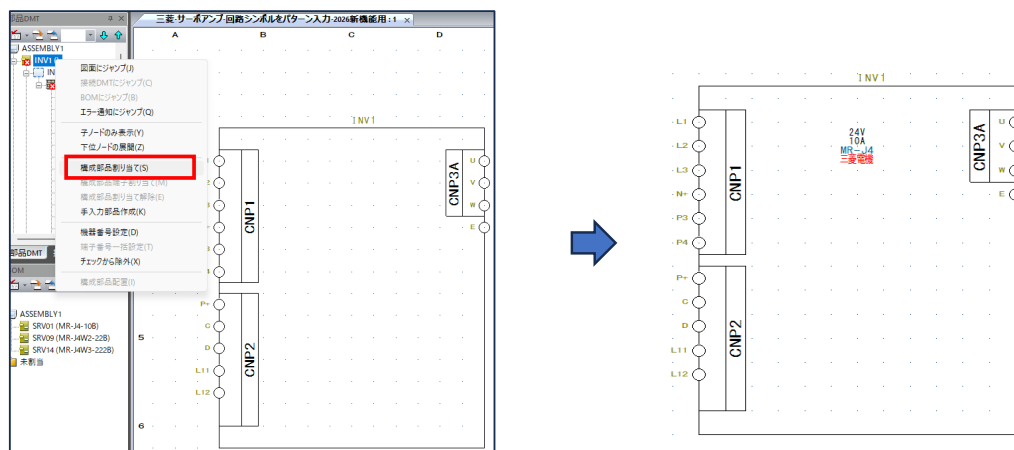 部品DMT
三菱-サーボアンプ-回路シンボルをパターン入力-2026新機能用 : 1
ASSEMBLY1
INV1
IN
図面にジャンプ(J)
接続DMTにジャンプ(C)
BOMにジャンプ(B)
エラー通知にジャンプ(Q)
子ノードのみ表示(Y)
下位ノードの展開(Z)
構成部品割り当て(S)
構成部品端子割り当て(M)
構成部品割り当て解除(E)
手入力部品作成(K)
機器番号設定(D)
端子番号一括設定(T)
チェックから除外(X)
構成部品配置(I)
部品DMT
OM
ASSEMBLY1
SRV01 (MR-J4-10B)
SRV09 (MR-J4W2-22B)
SRV14 (MR-J4W3-222B)
未割当
A B C D
5
6
INV1
CNP1
P+
C
D
L11
L12
CNP2
CNP3A
U
V
W
E
INV1
L1
L2
L3
N+
P3
P4
CNP1
P+
C
D
L11
L12
CNP2
24V
10A
MR-J4
三菱電機
CNP3A
U
V
W
E